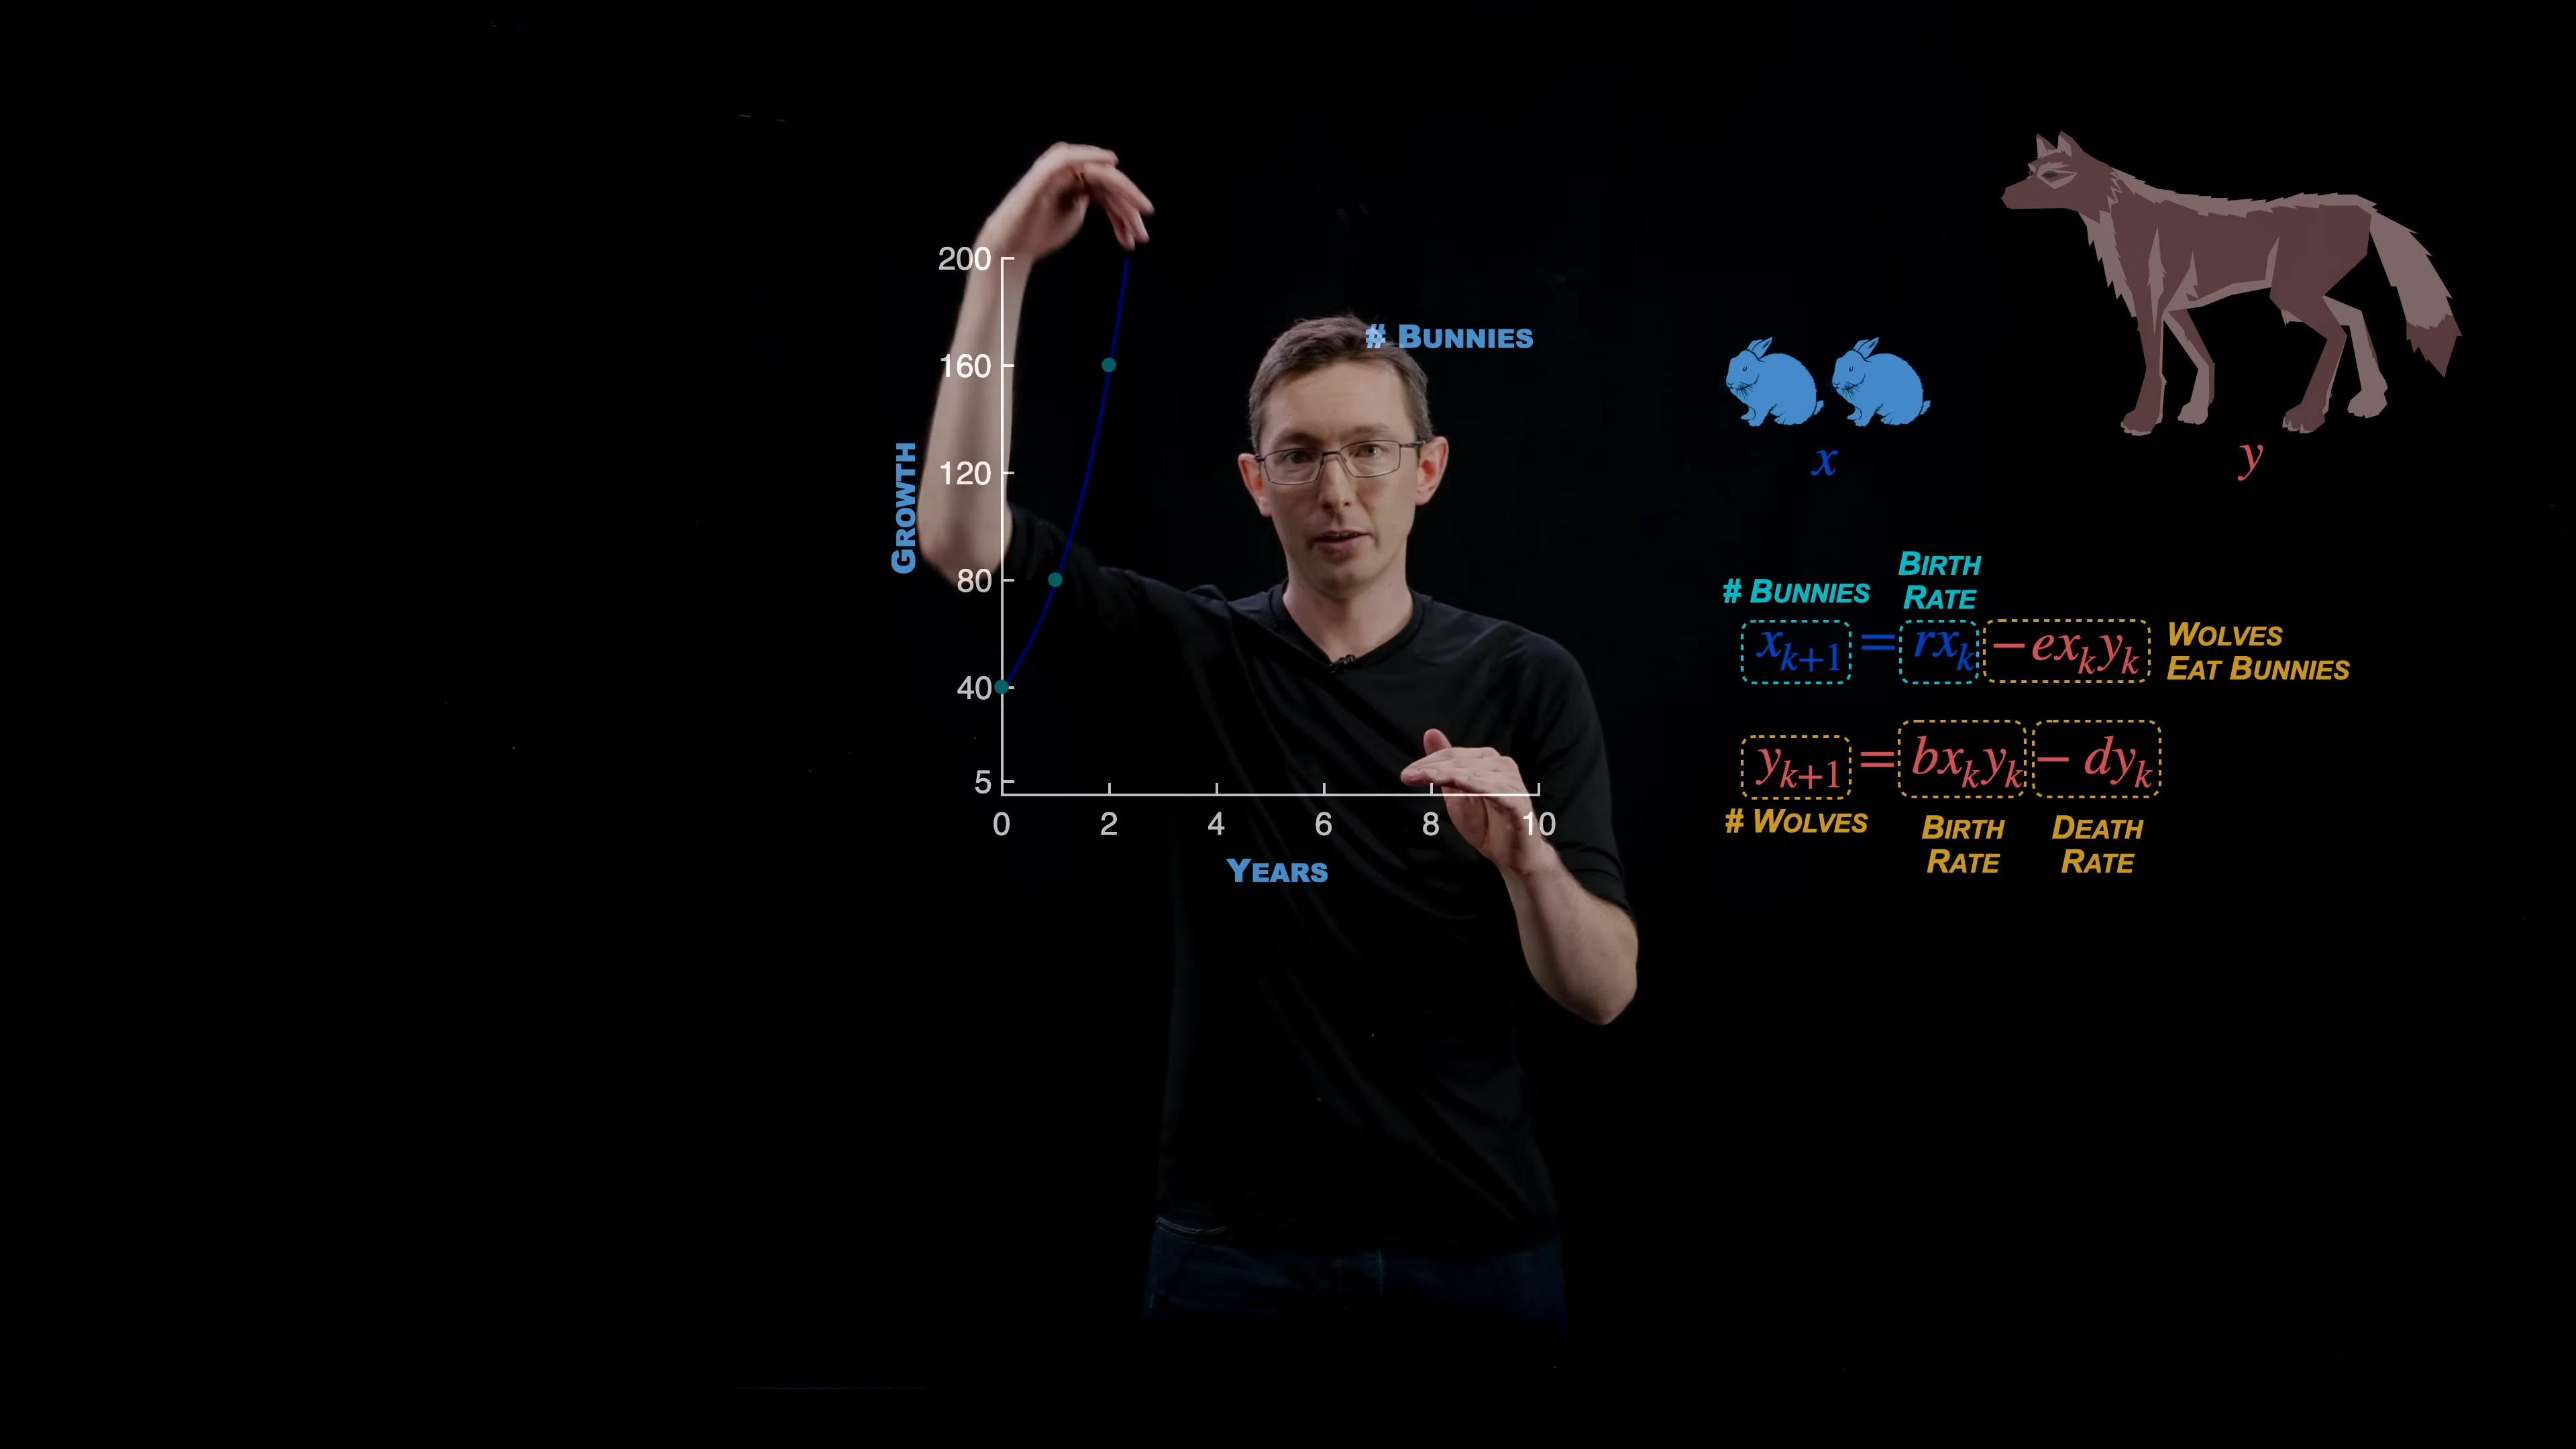 # BUNNIES
GROWTH
200
160
120
80
40
5
0 2 4 6 8 10
YEARS
x
y
# BUNNIES
BIRTH
RATE
x_{k+1} = rx_k - ex_k y_k
WOLVES
EAT BUNNIES
y_{k+1} = bx_k y_k - dy_k
# WOLVES
BIRTH
RATE
DEATH
RATE